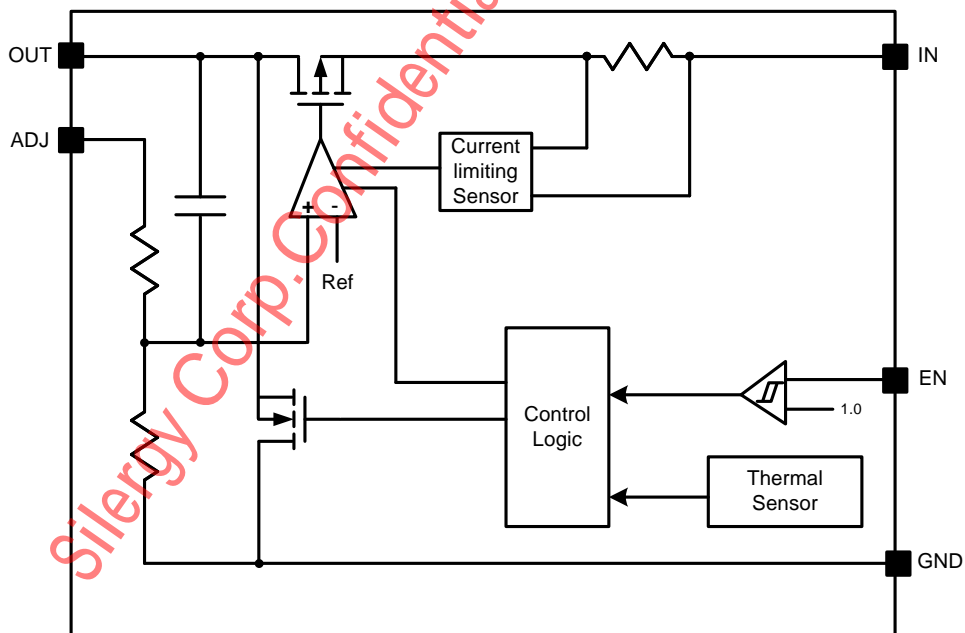 OUT
IN
ADJ
Current
limiting
Sensor
+
-
Ref
EN
1.0
Control
Logic
Thermal
Sensor
GND
Silergy Corp.Confidential